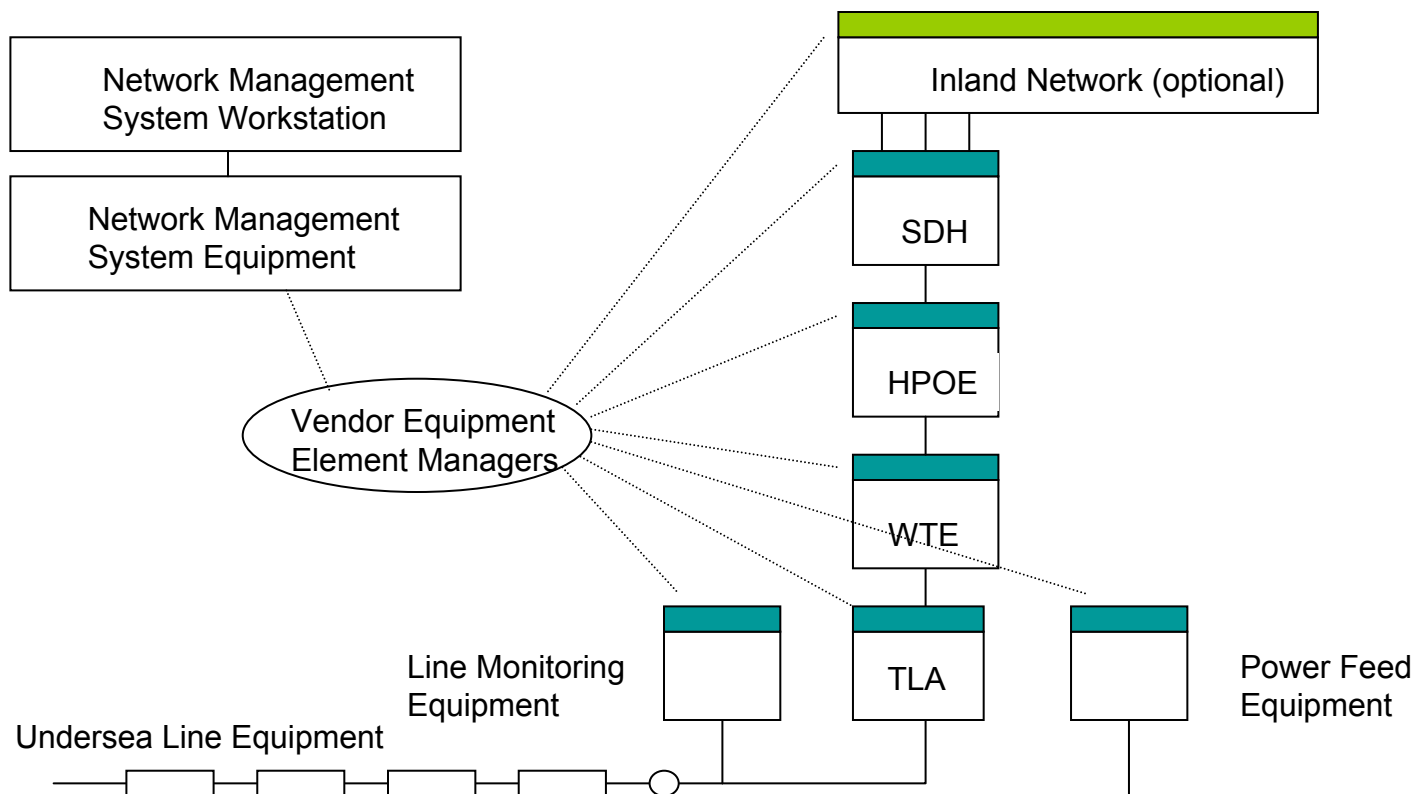 Network Management
System Workstation
Inland Network (optional)
Network Management
System Equipment
SDH
HPOE
Vendor Equipment
Element Managers
WTE
Line Monitoring
Equipment
TLA
Power Feed
Equipment
Undersea Line Equipment